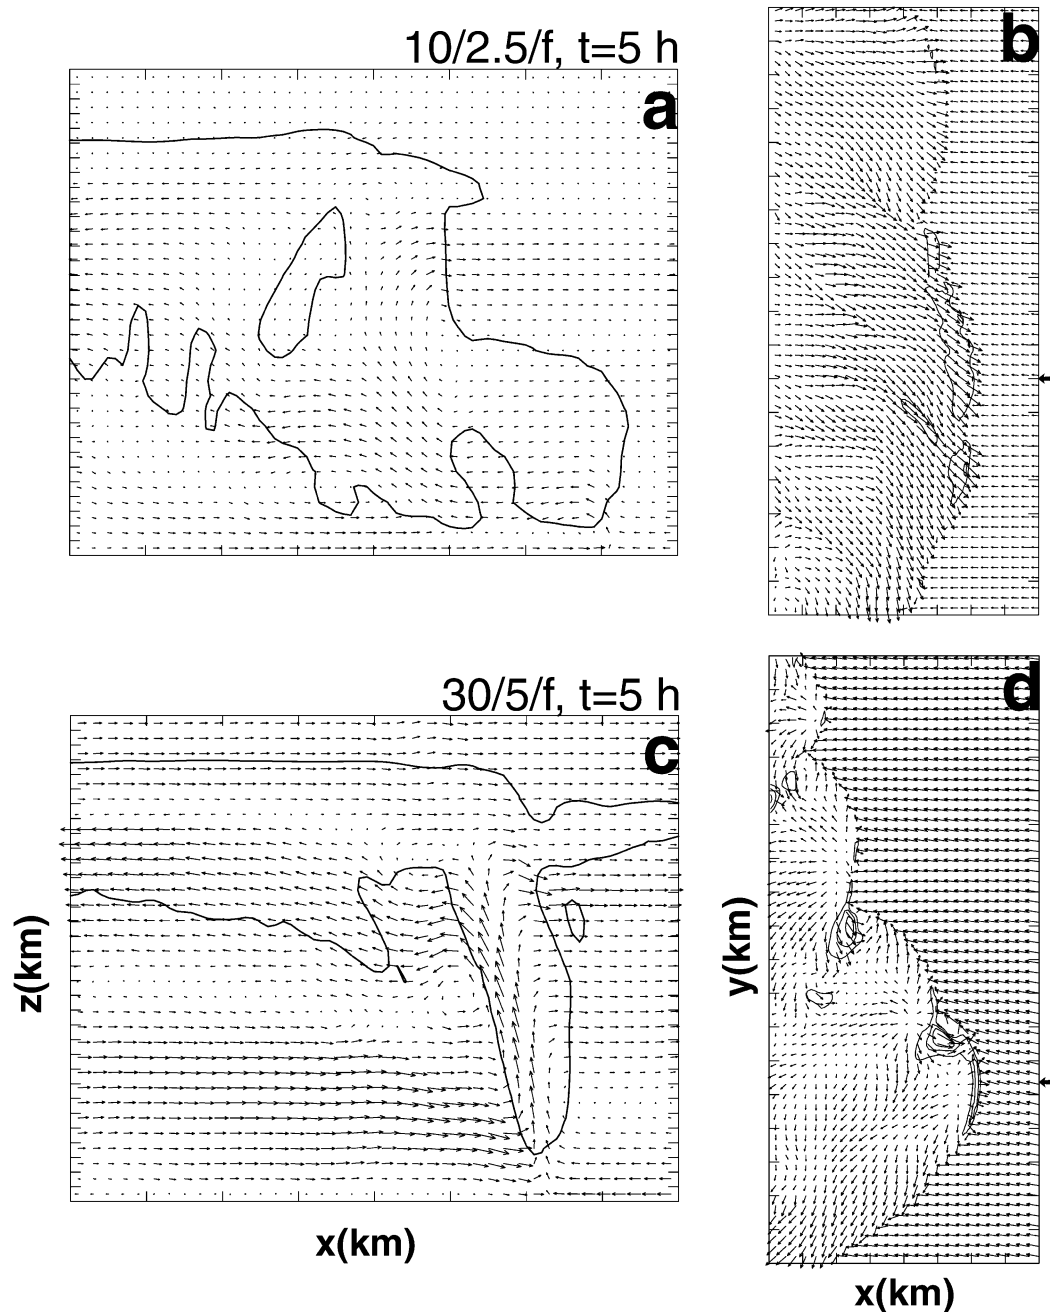 10/2.5/f, t=5 h
a
b
30/5/f, t=5 h
c
d
z(km)
x(km)
y(km)
x(km)